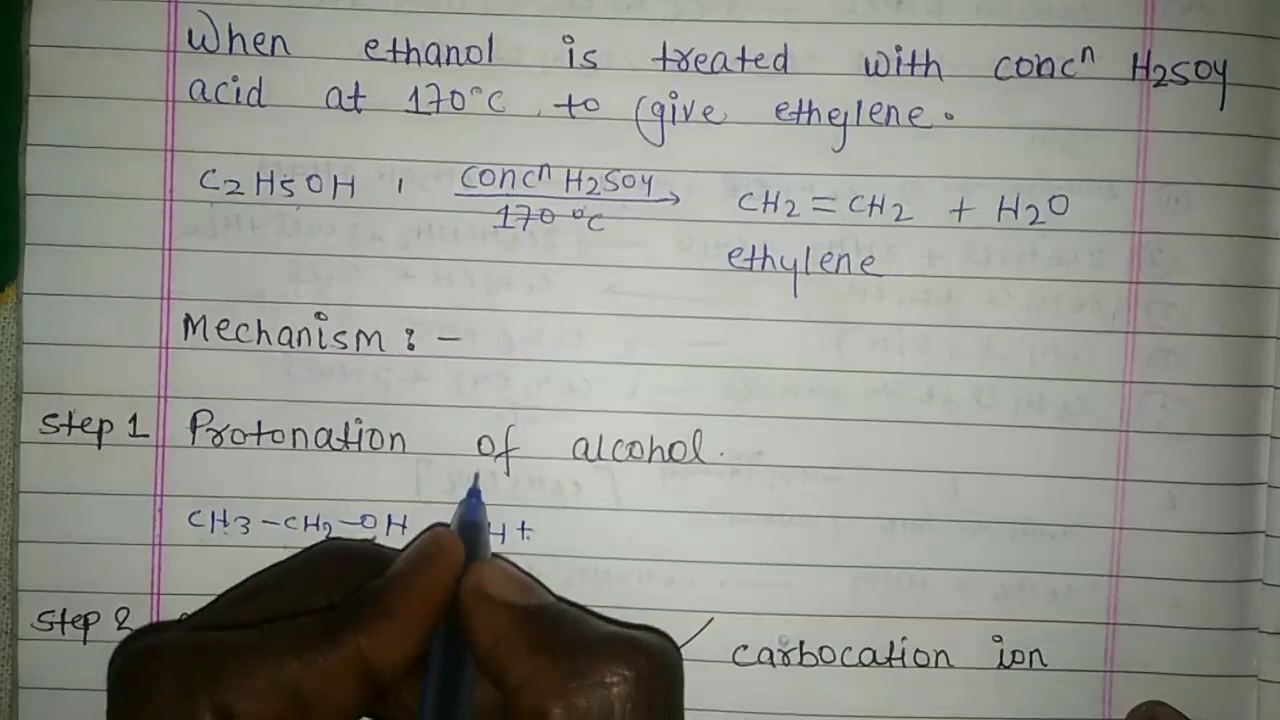 When ethanol is treated with concⁿ H2SO4
acid at 170°C to give ethylene.
C2H5OH , concⁿ H2SO4 170°C → CH2=CH2 + H2O
ethylene
Mechanism :-
Step 1 Protonation of alcohol.
CH3-CH2-OH H+
Step 2 carbocation ion